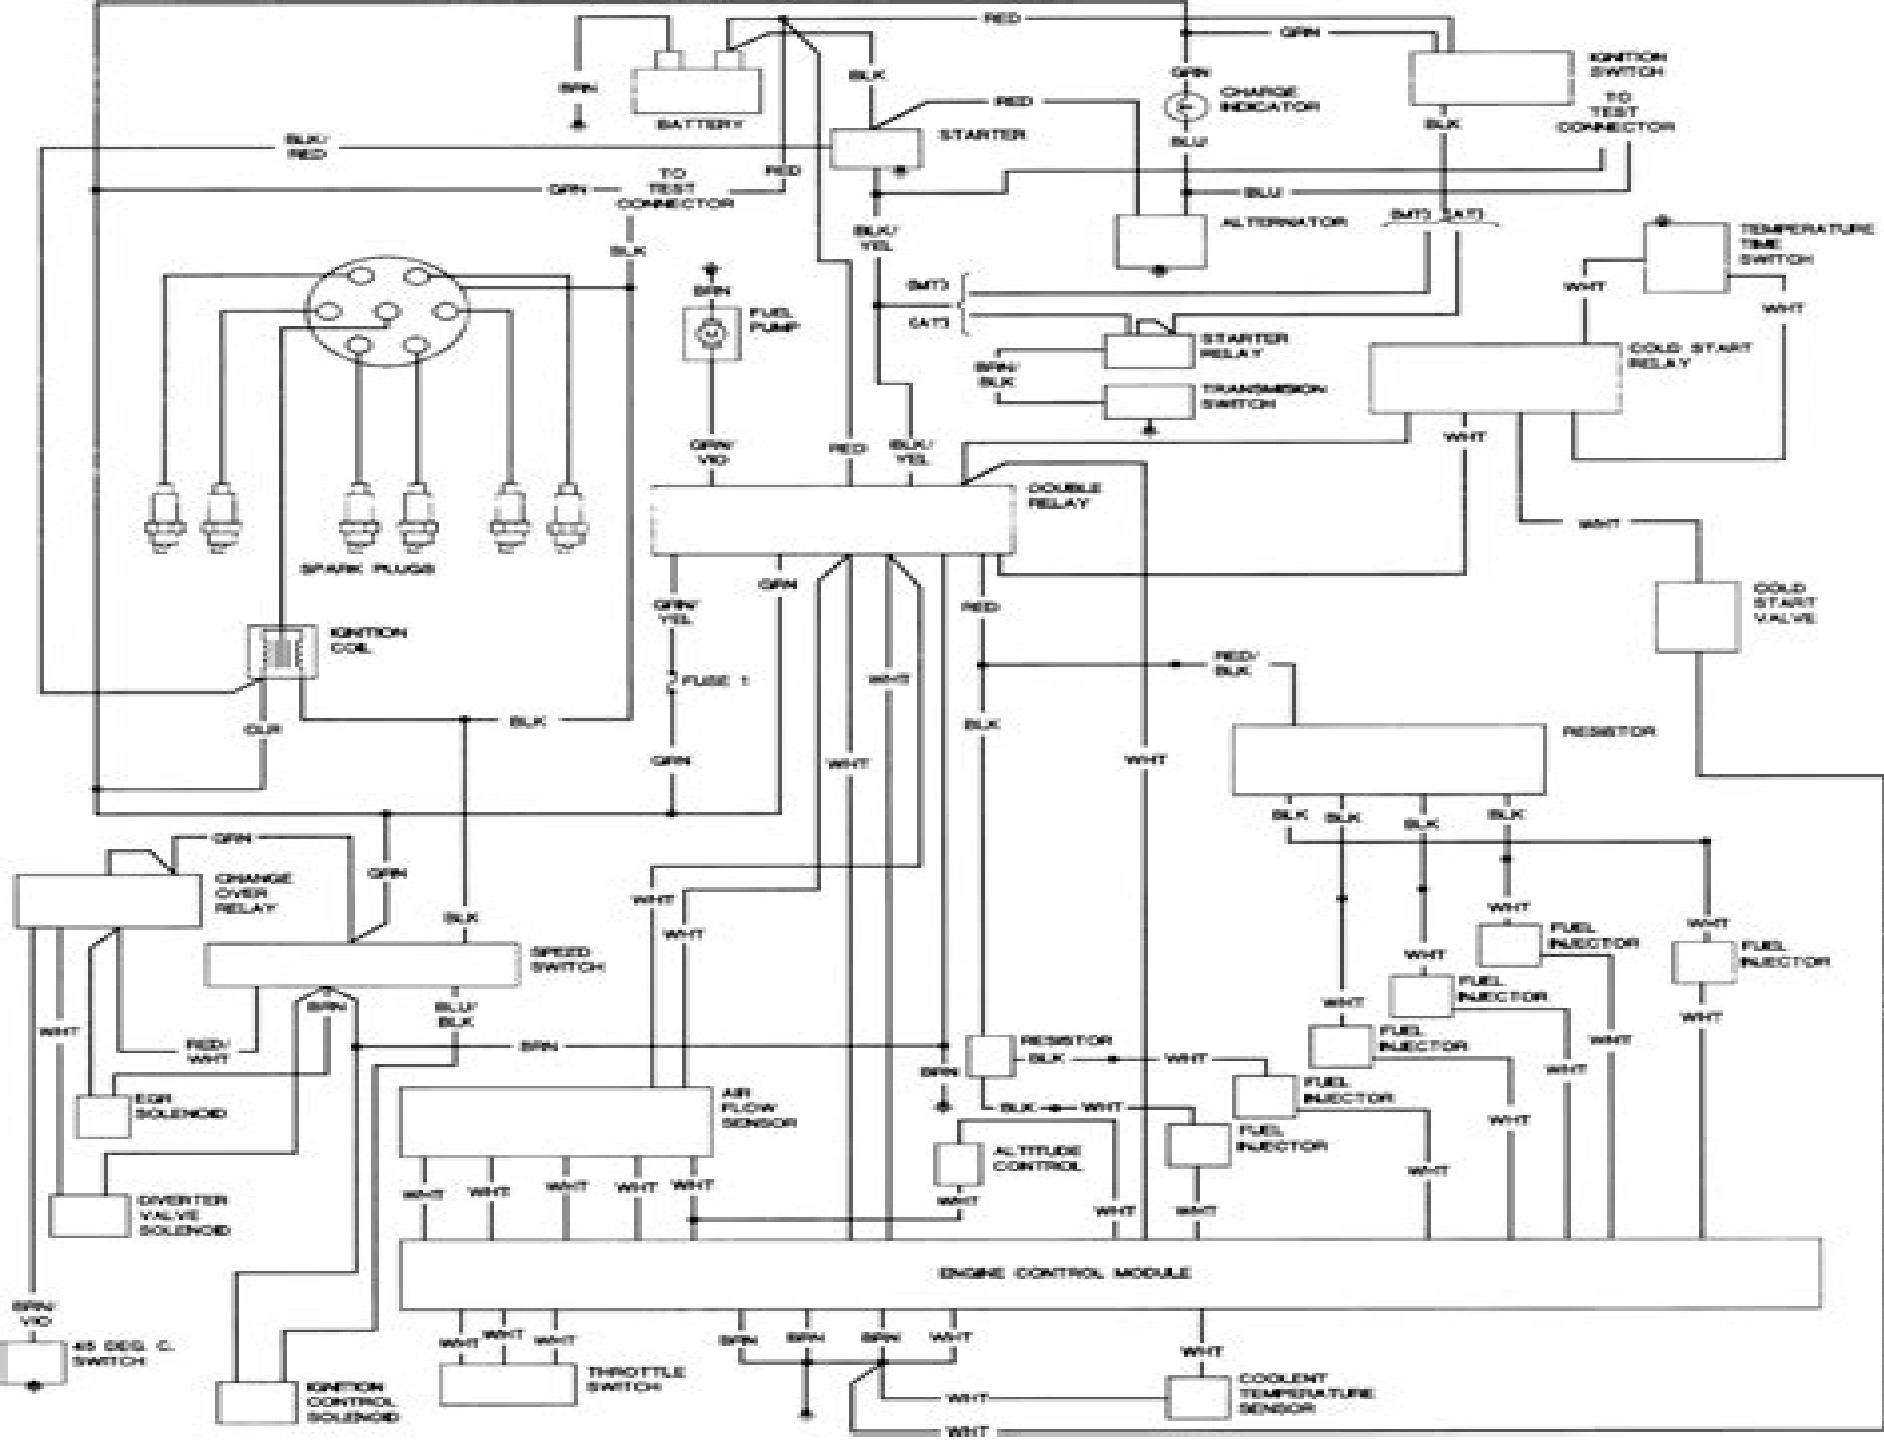 RED
GRN
IGNITION
SWITCH
BLK
GRN
CHARGE
INDICATOR
BRN
BATTERY
RED
TO
TEST
CONNECTOR
BLK
STARTER
BLU
BLK/
RED
RED
TO
TEST
CONNECTOR
GRN
BLU
(MT)
(AT)
ALTERNATOR
BLK/
YEL
TEMPERATURE
TIME
SWITCH
BLK
BRN
(MT)
WHT
WHT
FUEL
PUMP
(AT)
STARTER
RELAY
COLD START
RELAY
BRN/
BLK
TRANSMISION
SWITCH
GRN/
VIO
RED
BLK/
YEL
WHT
DOUBLE
RELAY
WHT
SPARK PLUGS
GRN
GRN/
YEL
RED
COLD
START
VALVE
IGNITION
COIL
RED/
BLK
FUSE 1
WHT
CLR
BLK
BLK
RESISTOR
GRN
WHT
WHT
BLK
BLK
BLK
BLK
GRN
GRN
CHANGE
OVER
RELAY
WHT
BLK
WHT
WHT
WHT
FUEL
INJECTOR
FUEL
INJECTOR
SPEED
SWITCH
WHT
FUEL
INJECTOR
BRN
BLU/
BLK
WHT
WHT
WHT
FUEL
INJECTOR
WHT
RED/
WHT
BRN
RESISTOR
BLK
WHT
WHT
BRN
FUEL
INJECTOR
EGR
SOLENOID
AIR
FLOW
SENSOR
BLK
WHT
WHT
FUEL
INJECTOR
ALTITUDE
CONTROL
WHT
WHT
WHT
WHT
WHT
WHT
WHT
WHT
WHT
DIVERTER
VALVE
SOLENOID
ENGINE CONTROL MODULE
BRN/
VIO
45 DEG. C.
SWITCH
WHT
WHT
WHT
BRN
BRN
BRN
WHT
WHT
THROTTLE
SWITCH
IGNITION
CONTROL
SOLENOID
WHT
COOLENT
TEMPERATURE
SENSOR
WHT